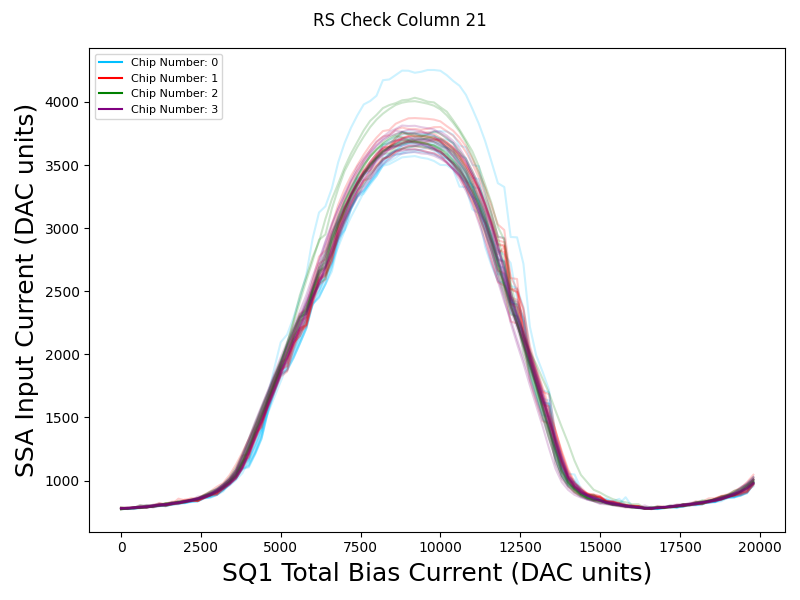 RS Check Column 21
Chip Number: 0
Chip Number: 1
Chip Number: 2
Chip Number: 3
SSA Input Current (DAC units)
4000
3500
3000
2500
2000
1500
1000
0 2500 5000 7500 10000 12500 15000 17500 20000
SQ1 Total Bias Current (DAC units)